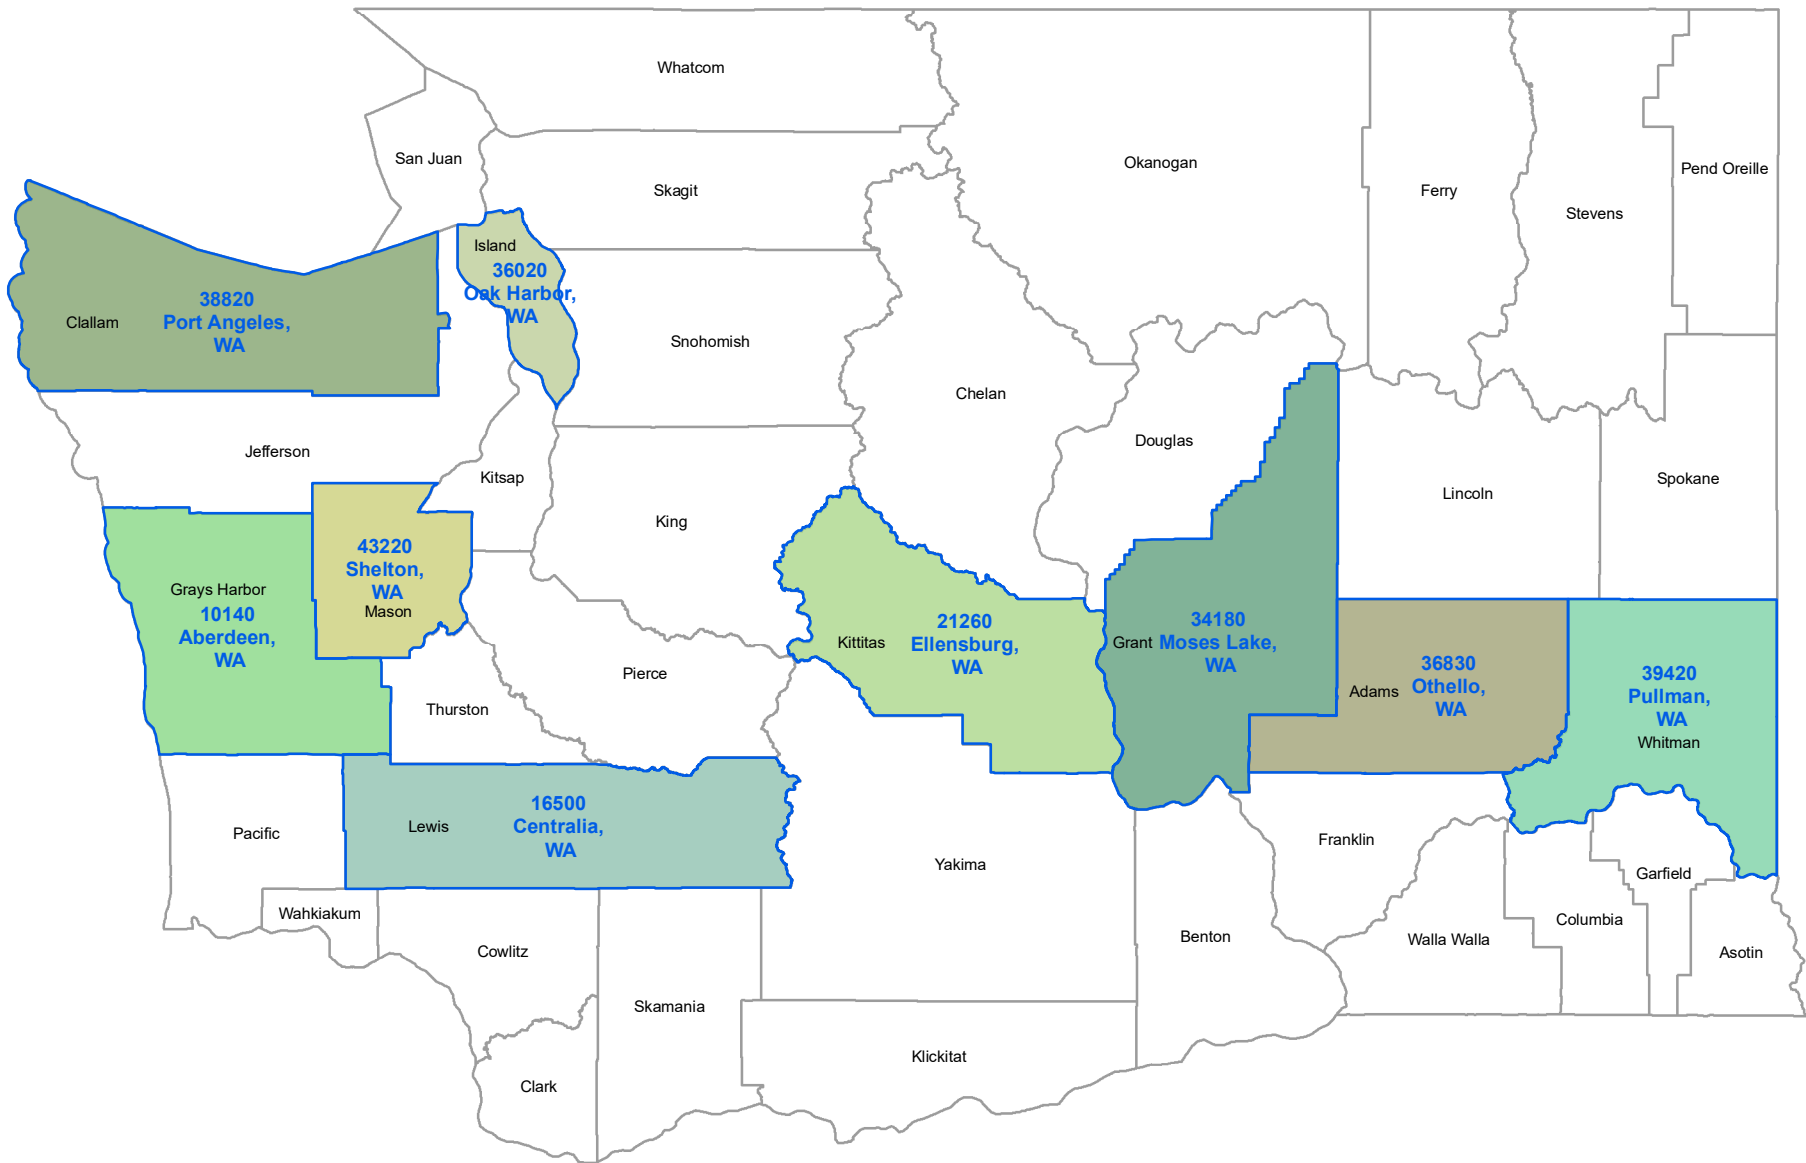 Whatcom
San Juan
Okanogan
Pend Oreille
Skagit
Ferry
Stevens
Island
36020
Oak Harbor,
WA
38820
Port Angeles,
WA
Clallam
Snohomish
Chelan
Douglas
Jefferson
Kitsap
Spokane
Lincoln
King
43220
Shelton,
WA
Mason
Grays Harbor
10140
Aberdeen,
WA
Kittitas
21260
Ellensburg,
WA
Grant
34180
Moses Lake,
WA
Adams
36830
Othello,
WA
39420
Pullman,
WA
Whitman
Pierce
Thurston
16500
Centralia,
WA
Lewis
Pacific
Franklin
Yakima
Garfield
Wahkiakum
Columbia
Benton
Walla Walla
Cowlitz
Asotin
Skamania
Klickitat
Clark